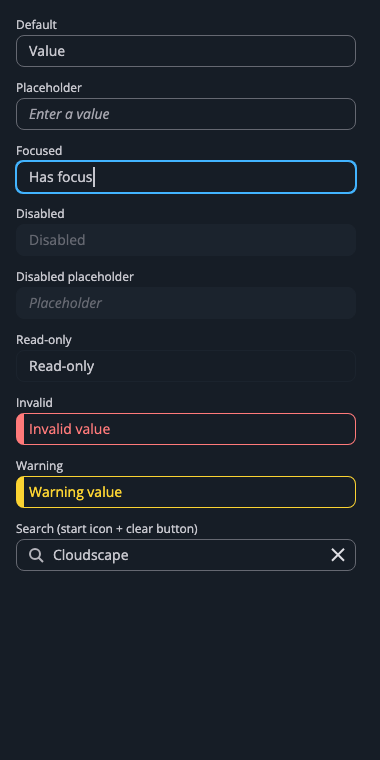 Default
Value
Placeholder
Enter a value
Focused
Has focus
Disabled
Disabled
Disabled placeholder
Placeholder
Read-only
Read-only
Invalid
Invalid value
Warning
Warning value
Search (start icon + clear button)
Cloudscape